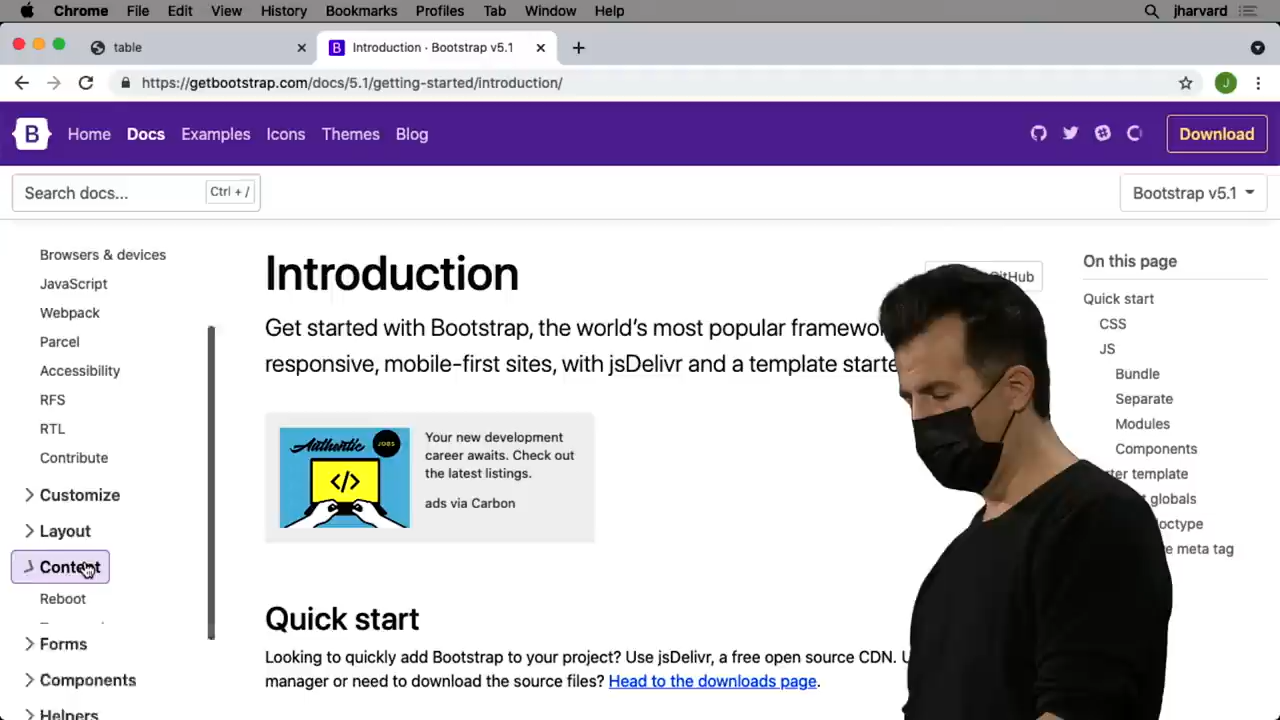 Chrome File Edit View History Bookmarks Profiles Tab Window Help jharvard
table
Introduction · Bootstrap v5.1
https://getbootstrap.com/docs/5.1/getting-started/introduction/
J
B Home Docs Examples Icons Themes Blog Download
Search docs... Ctrl + /
Bootstrap v5.1
Browsers & devices
JavaScript
Webpack
Parcel
Accessibility
RFS
RTL
Contribute
Customize
Layout
Content
Reboot
Forms
Components
Helpers
Introduction
GitHub
Get started with Bootstrap, the world's most popular
responsive, mobile-first sites, with jsDelivr and a template
Authentic JOBS
</>
Your new development
career awaits. Check out
the latest listings.
ads via Carbon
Quick start
Looking to quickly add Bootstrap to your project? Use jsDelivr, a free open source CDN.
manager or need to download the source files? Head to the downloads page.
On this page
Quick start
CSS
JS
Bundle
Separate
Modules
Components
template
globals
meta tag